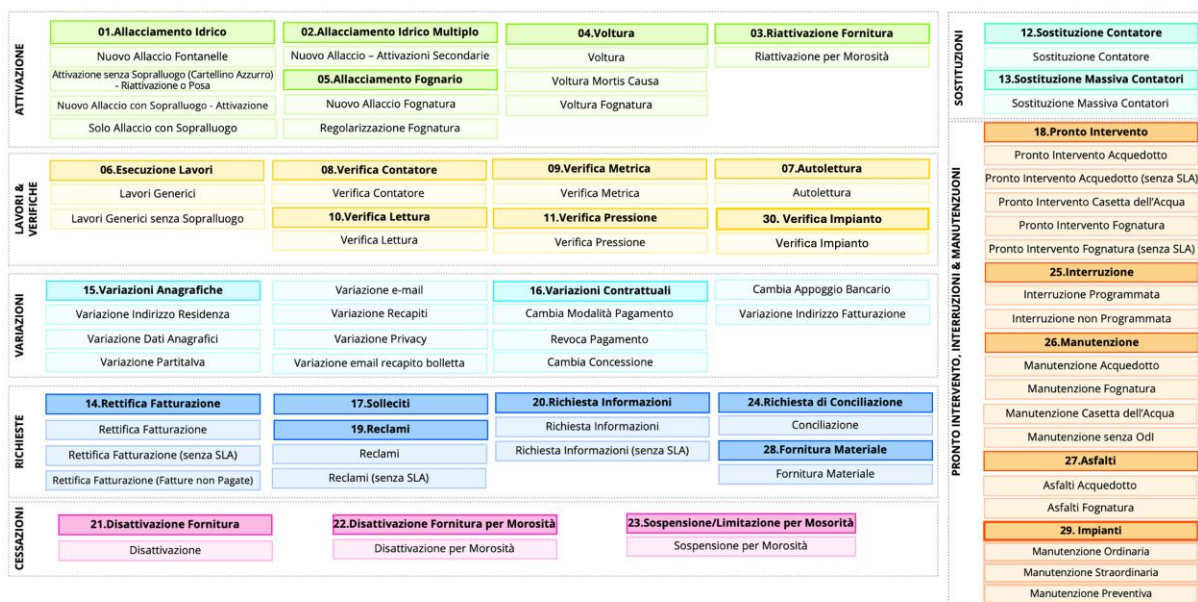 ATTIVAZIONE
01.Allacciamento Idrico
Nuovo Allaccio Fontanelle
Attivazione senza Sopralluogo (Cartellino Azzurro)
- Riattivazione o Posa
Nuovo Allaccio con Sopralluogo - Attivazione
Solo Allaccio con Sopralluogo
02.Allacciamento Idrico Multiplo
Nuovo Allaccio – Attivazioni Secondarie
05.Allacciamento Fognario
Nuovo Allaccio Fognatura
Regolarizzazione Fognatura
04.Voltura
Voltura
Voltura Mortis Causa
Voltura Fognatura
03.Riattivazione Fornitura
Riattivazione per Morosità
LAVORI &
VERIFICHE
06.Esecuzione Lavori
Lavori Generici
Lavori Generici senza Sopralluogo
08.Verifica Contatore
Verifica Contatore
10.Verifica Lettura
Verifica Lettura
09.Verifica Metrica
Verifica Metrica
11.Verifica Pressione
Verifica Pressione
07.Autolettura
Autolettura
30. Verifica Impianto
Verifica Impianto
VARIAZIONI
15.Variazioni Anagrafiche
Variazione Indirizzo Residenza
Variazione Dati Anagrafici
Variazione PartitaIva
Variazione e-mail
Variazione Recapiti
Variazione Privacy
Variazione email recapito bolletta
16.Variazioni Contrattuali
Cambia Modalità Pagamento
Revoca Pagamento
Cambia Concessione
Cambia Appoggio Bancario
Variazione Indirizzo Fatturazione
RICHIESTE
14.Rettifica Fatturazione
Rettifica Fatturazione
Rettifica Fatturazione (senza SLA)
Rettifica Fatturazione (Fatture non Pagate)
17.Solleciti
19.Reclami
Reclami
Reclami (senza SLA)
20.Richiesta Informazioni
Richiesta Informazioni
Richiesta Informazioni (senza SLA)
24.Richiesta di Conciliazione
Conciliazione
28.Fornitura Materiale
Fornitura Materiale
CESSAZIONI
21.Disattivazione Fornitura
Disattivazione
22.Disattivazione Fornitura per Morosità
Disattivazione per Morosità
23.Sospensione/Limitazione per Mosorità
Sospensione per Morosità
SOSTITUZIONI
12.Sostituzione Contatore
Sostituzione Contatore
13.Sostituzione Massiva Contatori
Sostituzione Massiva Contatori
PRONTO INTERVENTO, INTERRUZIONI & MANUTENZUONI
18.Pronto Intervento
Pronto Intervento Acquedotto
Pronto Intervento Acquedotto (senza SLA)
Pronto Intervento Casetta dell'Acqua
Pronto Intervento Fognatura
Pronto Intervento Fognatura (senza SLA)
25.Interruzione
Interruzione Programmata
Interruzione non Programmata
26.Manutenzione
Manutenzione Acquedotto
Manutenzione Fognatura
Manutenzione Casetta dell'Acqua
Manutenzione senza OdI
27.Asfalti
Asfalti Acquedotto
Asfalti Fognatura
29. Impianti
Manutenzione Ordinaria
Manutenzione Straordinaria
Manutenzione Preventiva